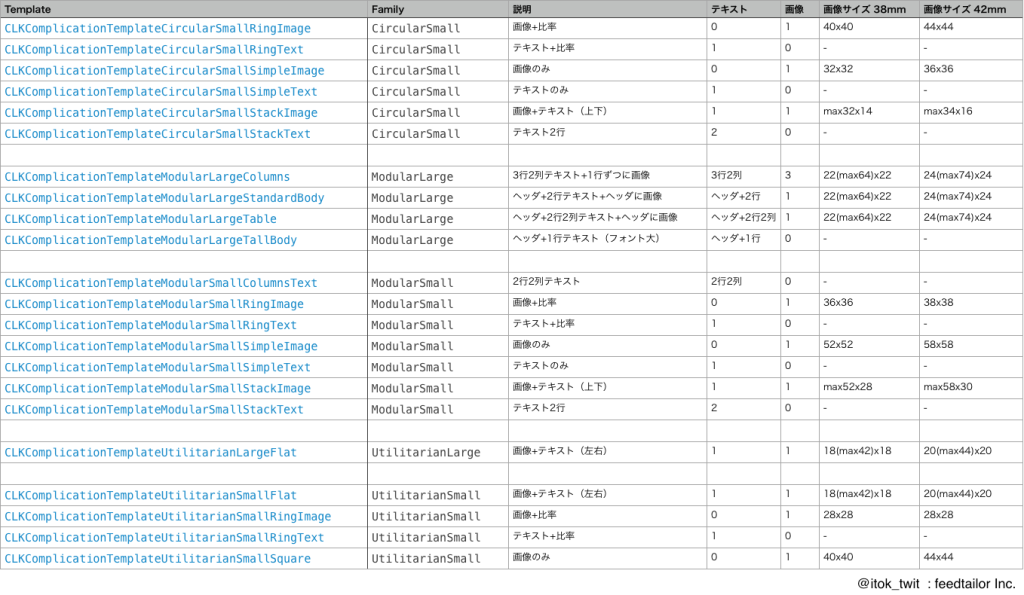 Template Family 説明 テキスト 画像 画像サイズ 38mm 画像サイズ 42mm
CLKComplicationTemplateCircularSmallRingImage CircularSmall 画像+比率 0 1 40x40 44x44
CLKComplicationTemplateCircularSmallRingText CircularSmall テキスト+比率 1 0 - -
CLKComplicationTemplateCircularSmallSimpleImage CircularSmall 画像のみ 0 1 32x32 36x36
CLKComplicationTemplateCircularSmallSimpleText CircularSmall テキストのみ 1 0 - -
CLKComplicationTemplateCircularSmallStackImage CircularSmall 画像+テキスト（上下） 1 1 max32x14 max34x16
CLKComplicationTemplateCircularSmallStackText CircularSmall テキスト2行 2 0 - -
CLKComplicationTemplateModularLargeColumns ModularLarge 3行2列テキスト+1行ずつに画像 3行2列 3 22(max64)x22 24(max74)x24
CLKComplicationTemplateModularLargeStandardBody ModularLarge ヘッダ+2行テキスト+ヘッダに画像 ヘッダ+2行 1 22(max64)x22 24(max74)x24
CLKComplicationTemplateModularLargeTable ModularLarge ヘッダ+2行2列テキスト+ヘッダに画像 ヘッダ+2行2列 1 22(max64)x22 24(max74)x24
CLKComplicationTemplateModularLargeTallBody ModularLarge ヘッダ+1行テキスト（フォント大） ヘッダ+1行 0 - -
CLKComplicationTemplateModularSmallColumnsText ModularSmall 2行2列テキスト 2行2列 0 - -
CLKComplicationTemplateModularSmallRingImage ModularSmall 画像+比率 0 1 36x36 38x38
CLKComplicationTemplateModularSmallRingText ModularSmall テキスト+比率 1 0 - -
CLKComplicationTemplateModularSmallSimpleImage ModularSmall 画像のみ 0 1 52x52 58x58
CLKComplicationTemplateModularSmallSimpleText ModularSmall テキストのみ 1 0 - -
CLKComplicationTemplateModularSmallStackImage ModularSmall 画像+テキスト（上下） 1 1 max52x28 max58x30
CLKComplicationTemplateModularSmallStackText ModularSmall テキスト2行 2 0 - -
CLKComplicationTemplateUtilitarianLargeFlat UtilitarianLarge 画像+テキスト（左右） 1 1 18(max42)x18 20(max44)x20
CLKComplicationTemplateUtilitarianSmallFlat UtilitarianSmall 画像+テキスト（左右） 1 1 18(max42)x18 20(max44)x20
CLKComplicationTemplateUtilitarianSmallRingImage UtilitarianSmall 画像+比率 0 1 28x28 28x28
CLKComplicationTemplateUtilitarianSmallRingText UtilitarianSmall テキスト+比率 1 0 - -
CLKComplicationTemplateUtilitarianSmallSquare UtilitarianSmall 画像のみ 0 1 40x40 44x44
@itok_twit : feedtailor Inc.